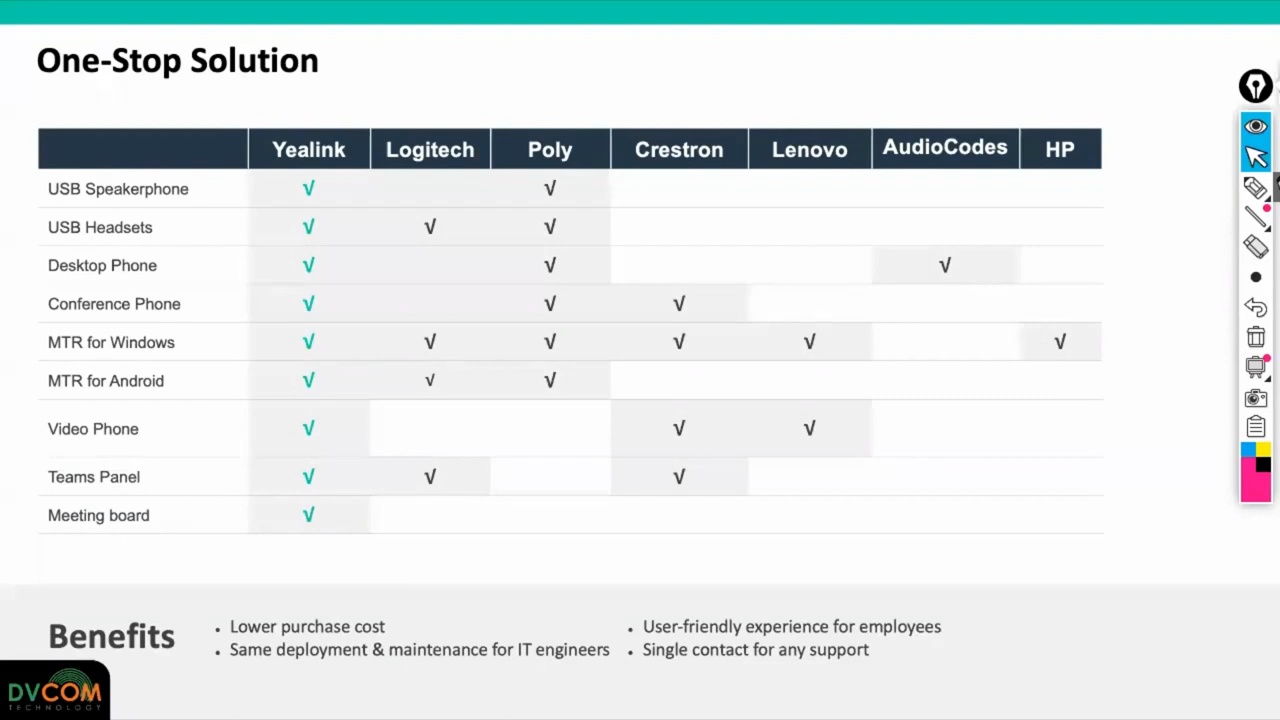 One-Stop Solution
Yealink Logitech Poly Crestron Lenovo AudioCodes HP
USB Speakerphone √ √
USB Headsets √ √ √
Desktop Phone √ √ √
Conference Phone √ √ √
MTR for Windows √ √ √ √ √ √
MTR for Android √ √ √
Video Phone √ √ √
Teams Panel √ √ √
Meeting board √
Benefits
• Lower purchase cost
• Same deployment & maintenance for IT engineers
• User-friendly experience for employees
• Single contact for any support
DVCOM
TECHNOLOGY